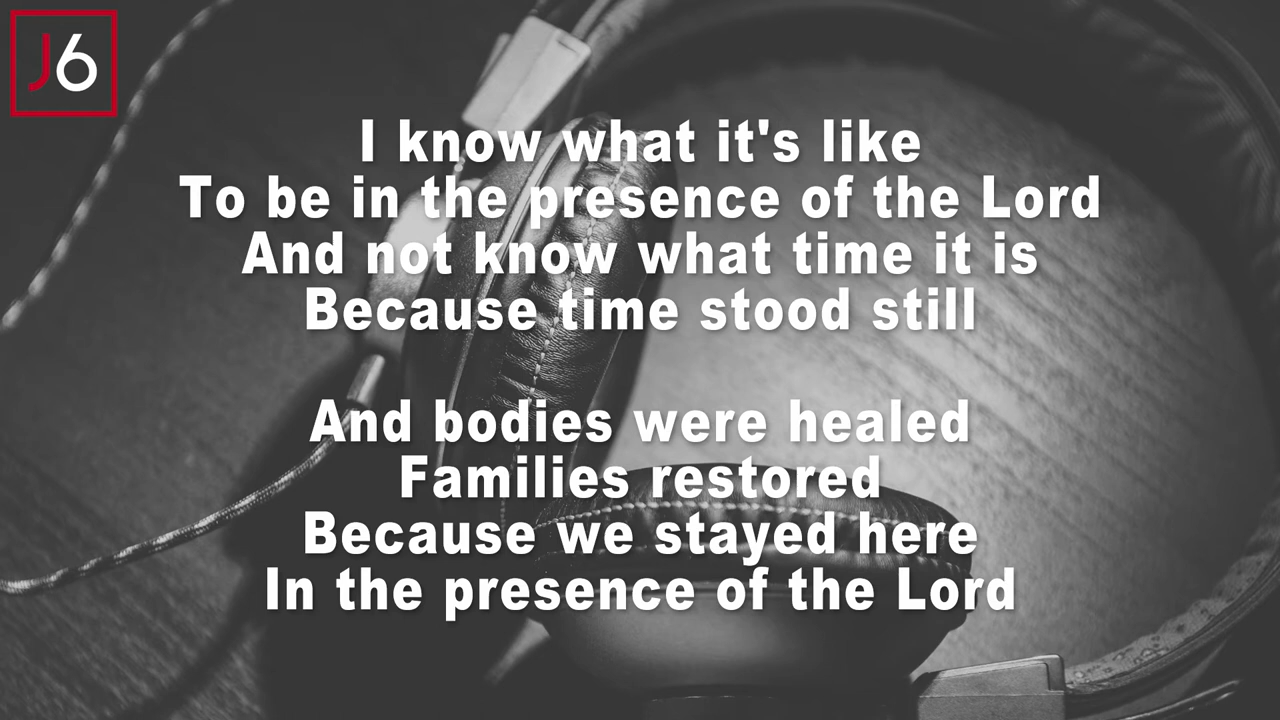 J6
I know what it's like
To be in the presence of the Lord
And not know what time it is
Because time stood still
And bodies were healed
Families restored
Because we stayed here
In the presence of the Lord